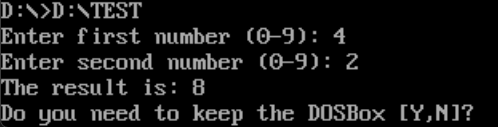 D:\>D:\TEST
Enter first number (0-9): 4
Enter second number (0-9): 2
The result is: 8
Do you need to keep the DOSBox [Y,N]?